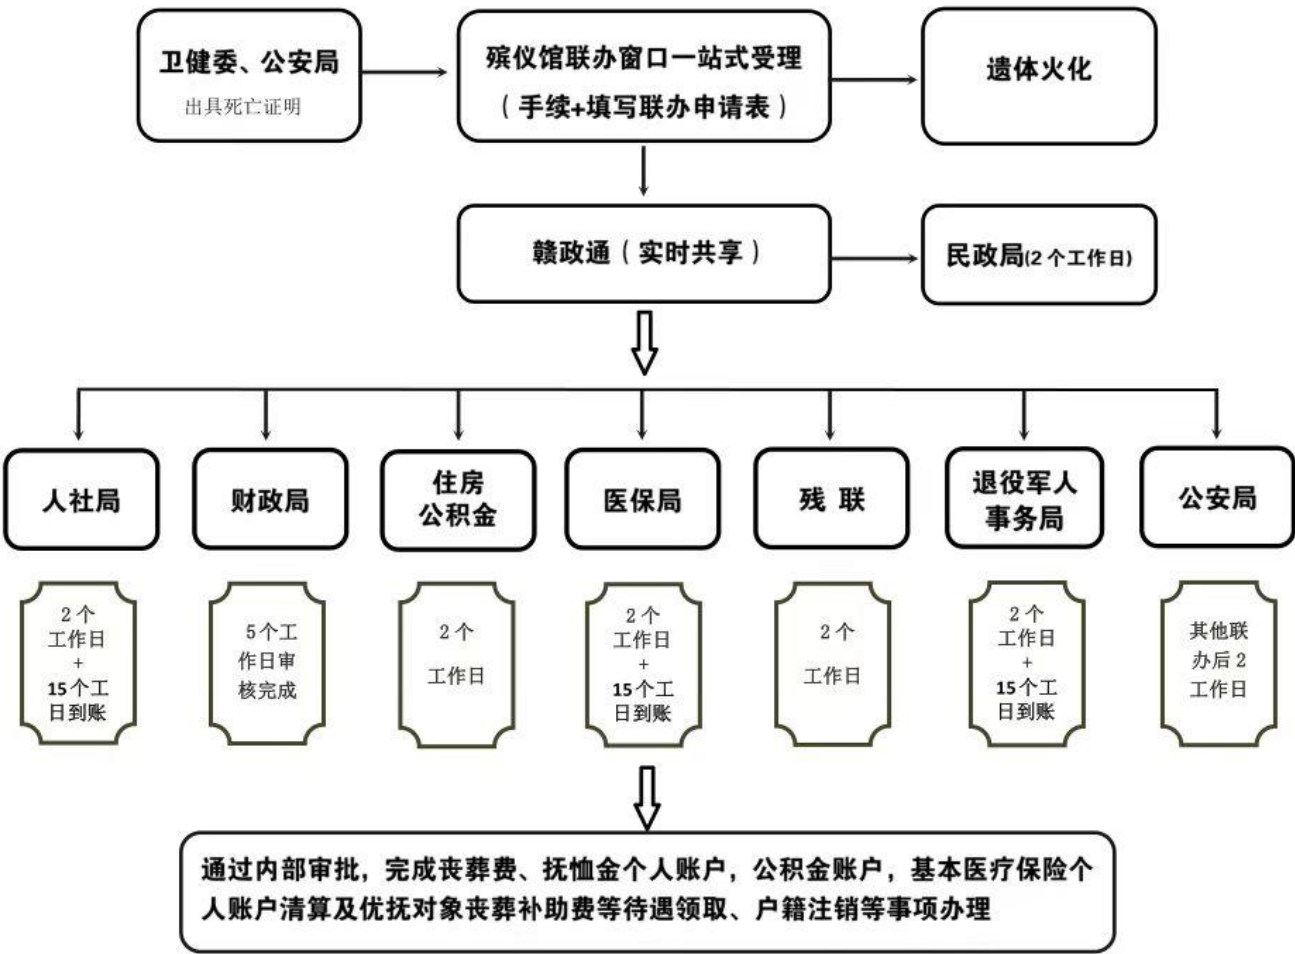 卫健委、公安局
出具死亡证明
殡仪馆联办窗口一站式受理
（手续+填写联办申请表）
遗体火化
赣政通（实时共享）
民政局(2个工作日)
人社局
财政局
住房
公积金
医保局
残 联
退役军人
事务局
公安局
2个
工作日
+
15个工
日到账
5个工
作日审
核完成
2个
工作日
2个
工作日
+
15个工
日到账
2个
工作日
2个
工作日
+
15个工
日到账
其他联
办后2
工作日
通过内部审批，完成丧葬费、抚恤金个人账户，公积金账户，基本医疗保险个
人账户清算及优抚对象丧葬补助费等待遇领取、户籍注销等事项办理